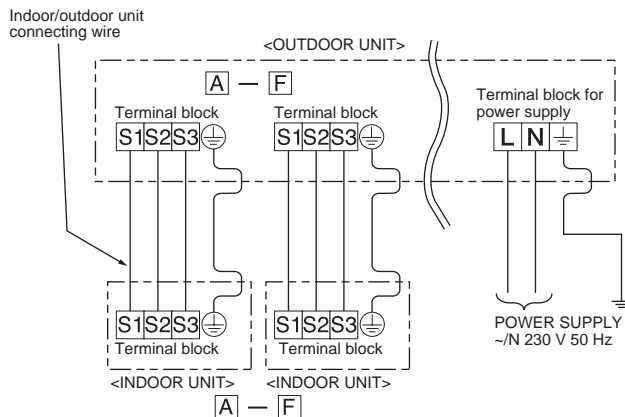 Indoor/outdoor unit
connecting wire
<OUTDOOR UNIT>
A — F
Terminal block
Terminal block
Terminal block for
power supply
S1 S2 S3
S1 S2 S3
L N
S1 S2 S3
S1 S2 S3
Terminal block
Terminal block
POWER SUPPLY
~/N 230 V 50 Hz
<INDOOR UNIT>
<INDOOR UNIT>
A — F